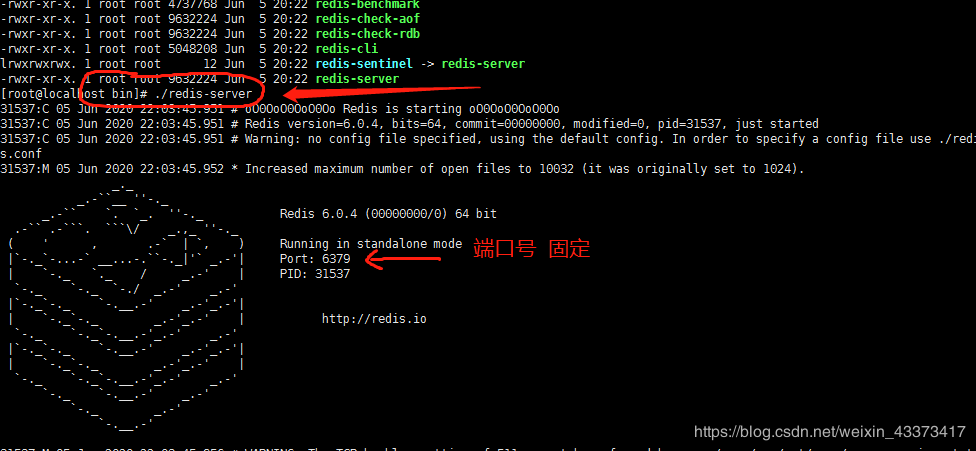 -rwxr-xr-x. 1 root root 4737768 Jun  5 20:22 redis-benchmark
-rwxr-xr-x. 1 root root 9632224 Jun  5 20:22 redis-check-aof
-rwxr-xr-x. 1 root root 9632224 Jun  5 20:22 redis-check-rdb
-rwxr-xr-x. 1 root root 5048208 Jun  5 20:22 redis-cli
lrwxrwxrwx. 1 root root      12 Jun  5 20:22 redis-sentinel -> redis-server
-rwxr-xr-x. 1 root root 9632224 Jun  5 20:22 redis-server
[root@localhost bin]# ./redis-server
31537:C 05 Jun 2020 22:03:45.951 # oO0OoO0OoO0Oo Redis is starting oO0OoO0OoO0Oo
31537:C 05 Jun 2020 22:03:45.951 # Redis version=6.0.4, bits=64, commit=00000000, modified=0, pid=31537, just started
31537:C 05 Jun 2020 22:03:45.951 # Warning: no config file specified, using the default config. In order to specify a config file use ./redi
s.conf
31537:M 05 Jun 2020 22:03:45.952 * Increased maximum number of open files to 10032 (it was originally set to 1024).
Redis 6.0.4 (00000000/0) 64 bit
Running in standalone mode
端口号 固定
Port: 6379
PID: 31537
http://redis.io
https://blog.csdn.net/weixin_43373417